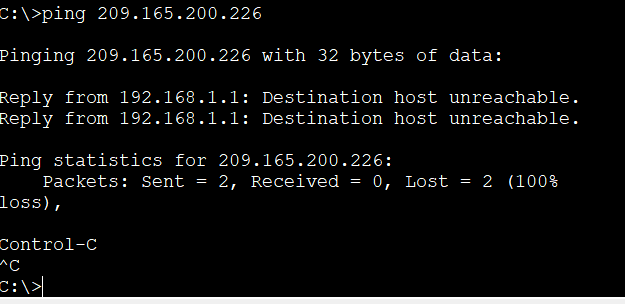 C:\>ping 209.165.200.226
Pinging 209.165.200.226 with 32 bytes of data:
Reply from 192.168.1.1: Destination host unreachable.
Reply from 192.168.1.1: Destination host unreachable.
Ping statistics for 209.165.200.226:
    Packets: Sent = 2, Received = 0, Lost = 2 (100%
loss),
Control-C
^C
C:\>